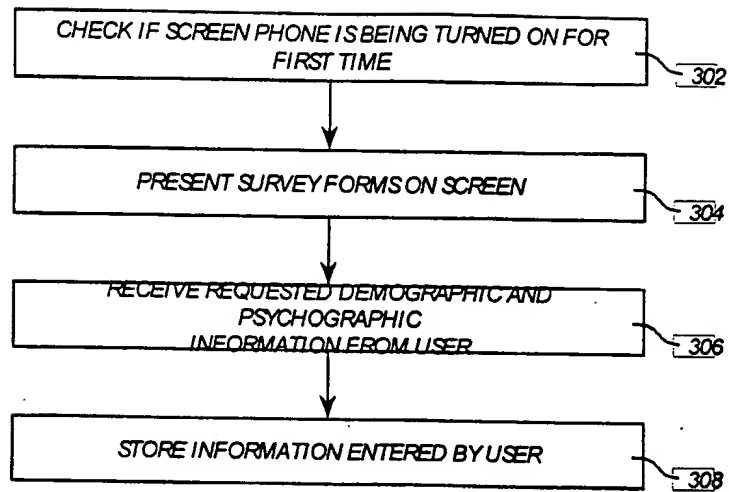 CHECK IF SCREEN PHONE IS BEING TURNED ON FOR
FIRST TIME
302
PRESENT SURVEY FORMS ON SCREEN
304
RECEIVE REQUESTED DEMOGRAPHIC AND
PSYCHOGRAPHIC
INFORMATION FROM USER
306
STORE INFORMATION ENTERED BY USER
308